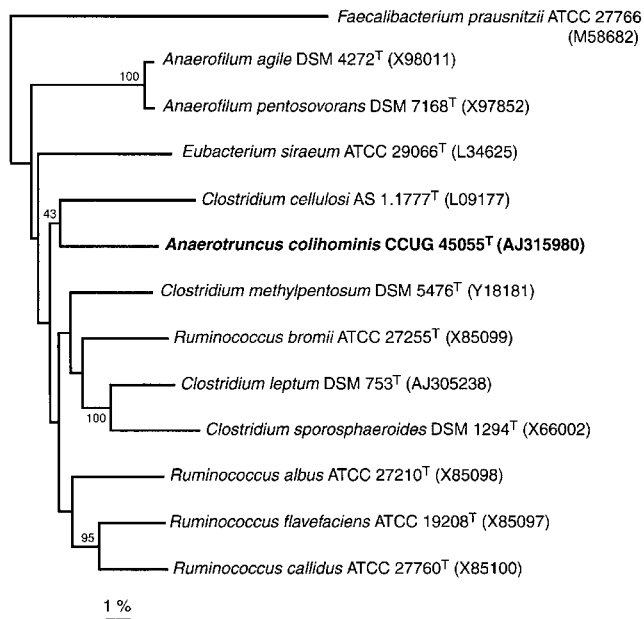 Faecalibacterium prausnitzii ATCC 27766
(M58682)
Anaerofilum agile DSM 4272ᵀ (X98011)
100
Anaerofilum pentosovorans DSM 7168ᵀ (X97852)
Eubacterium siraeum ATCC 29066ᵀ (L34625)
Clostridium cellulosi AS 1.1777ᵀ (L09177)
43
Anaerotruncus colihominis CCUG 45055ᵀ (AJ315980)
Clostridium methylpentosum DSM 5476ᵀ (Y18181)
Ruminococcus bromii ATCC 27255ᵀ (X85099)
Clostridium leptum DSM 753ᵀ (AJ305238)
100
Clostridium sporosphaeroides DSM 1294ᵀ (X66002)
Ruminococcus albus ATCC 27210ᵀ (X85098)
Ruminococcus flavefaciens ATCC 19208ᵀ (X85097)
95
Ruminococcus callidus ATCC 27760ᵀ (X85100)
1 %